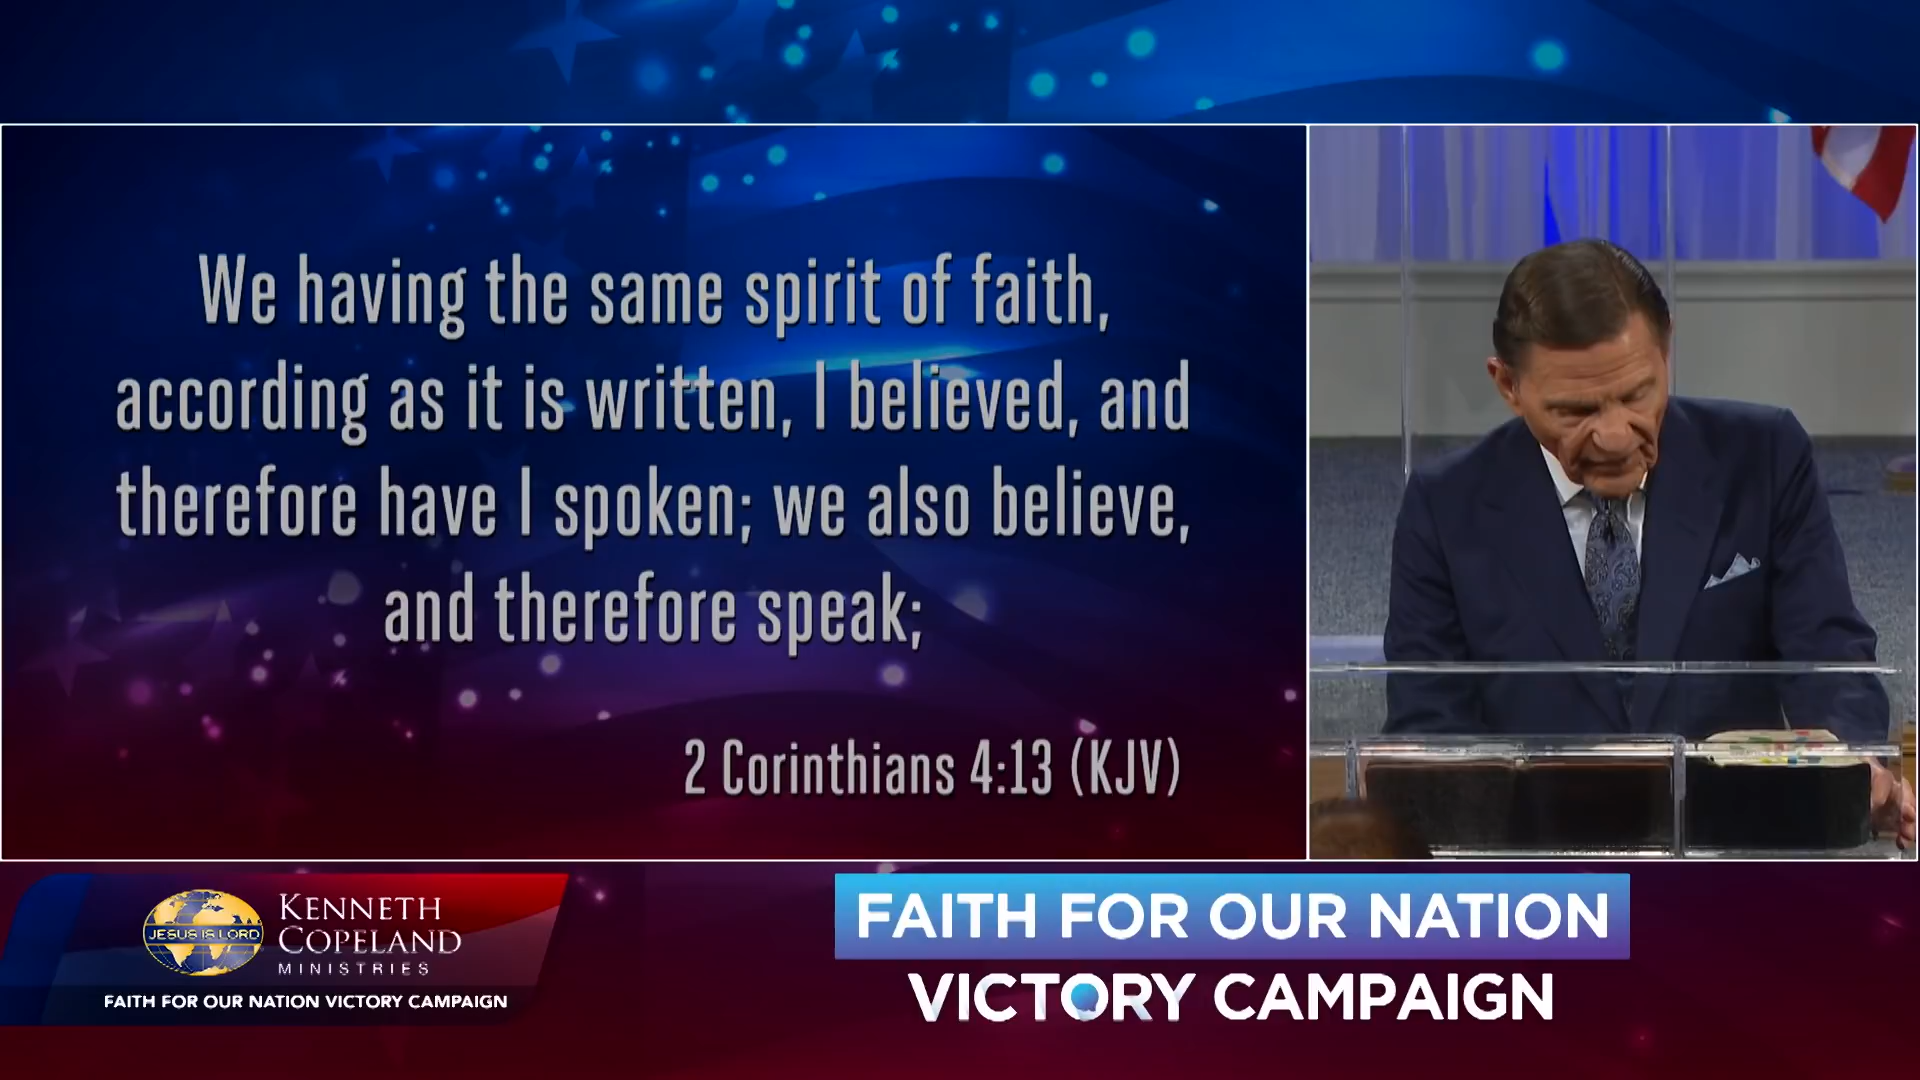 We having the same spirit of faith,
according as it is written, I believed, and
therefore have I spoken; we also believe,
and therefore speak;
2 Corinthians 4:13 (KJV)
JESUS IS LORD
KENNETH
COPELAND
MINISTRIES
FAITH FOR OUR NATION VICTORY CAMPAIGN
FAITH FOR OUR NATION
VICTORY CAMPAIGN